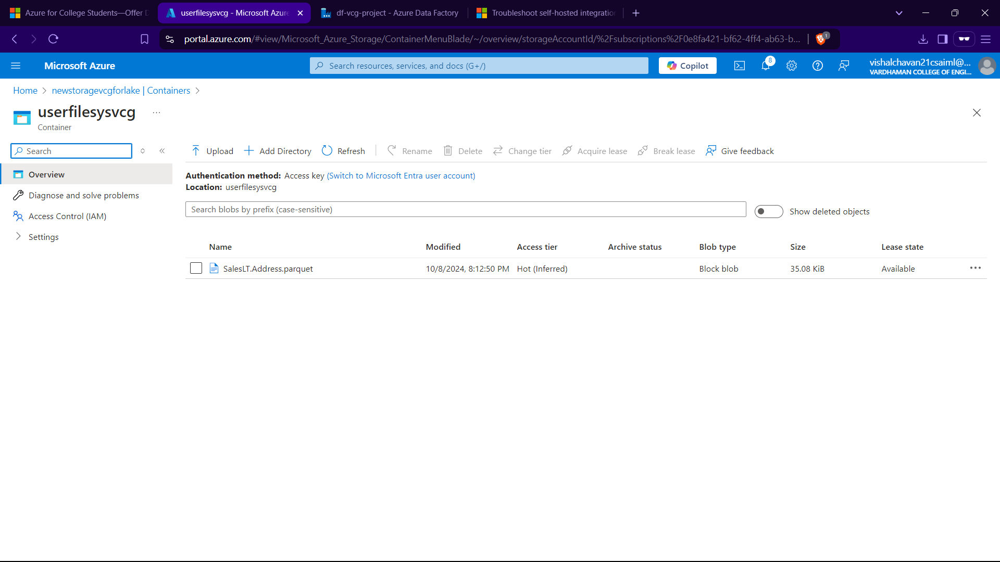 Azure for College Students—Offer D
userfilesysvcg - Microsoft Azure
df-vcg-project - Azure Data Factory
Troubleshoot self-hosted integration
portal.azure.com/#view/Microsoft_Azure_Storage/ContainerMenuBlade/~/overview/storageAccountId/%2Fsubscriptions%2F0e8fa421-bf62-4ff4-ab63-b...
1
Microsoft Azure
Search resources, services, and docs (G+/)
Copilot
8
vishalchavan21csaiml@...
VARDHAMAN COLLEGE OF ENGI...
Home > newstoragevcgforlake | Containers >
userfilesysvcg ...
Container
Search
Overview
Diagnose and solve problems
Access Control (IAM)
Settings
Upload Add Directory Refresh Rename Delete Change tier Acquire lease Break lease Give feedback
Authentication method: Access key (Switch to Microsoft Entra user account)
Location: userfilesysvcg
Search blobs by prefix (case-sensitive)
Show deleted objects
Name Modified Access tier Archive status Blob type Size Lease state
SalesLT.Address.parquet 10/8/2024, 8:12:50 PM Hot (Inferred) Block blob 35.08 KiB Available ...